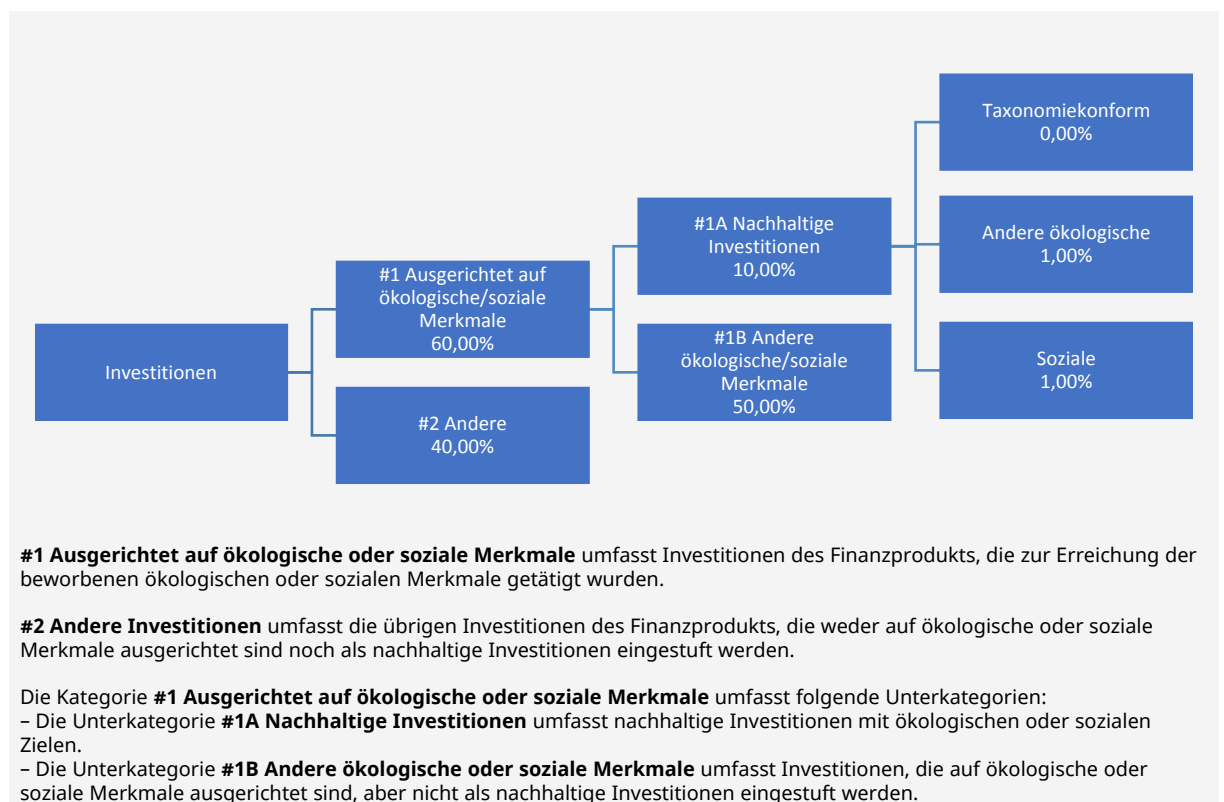 Investitionen
#1 Ausgerichtet auf
ökologische/soziale
Merkmale
60,00%
#2 Andere
40,00%
#1A Nachhaltige
Investitionen
10,00%
#1B Andere
ökologische/soziale
Merkmale
50,00%
Taxonomiekonform
0,00%
Andere ökologische
1,00%
Soziale
1,00%
#1 Ausgerichtet auf ökologische oder soziale Merkmale umfasst Investitionen des Finanzprodukts, die zur Erreichung der
beworbenen ökologischen oder sozialen Merkmale getätigt wurden.
#2 Andere Investitionen umfasst die übrigen Investitionen des Finanzprodukts, die weder auf ökologische oder soziale
Merkmale ausgerichtet sind noch als nachhaltige Investitionen eingestuft werden.
Die Kategorie #1 Ausgerichtet auf ökologische oder soziale Merkmale umfasst folgende Unterkategorien:
– Die Unterkategorie #1A Nachhaltige Investitionen umfasst nachhaltige Investitionen mit ökologischen oder sozialen
Zielen.
– Die Unterkategorie #1B Andere ökologische oder soziale Merkmale umfasst Investitionen, die auf ökologische oder
soziale Merkmale ausgerichtet sind, aber nicht als nachhaltige Investitionen eingestuft werden.